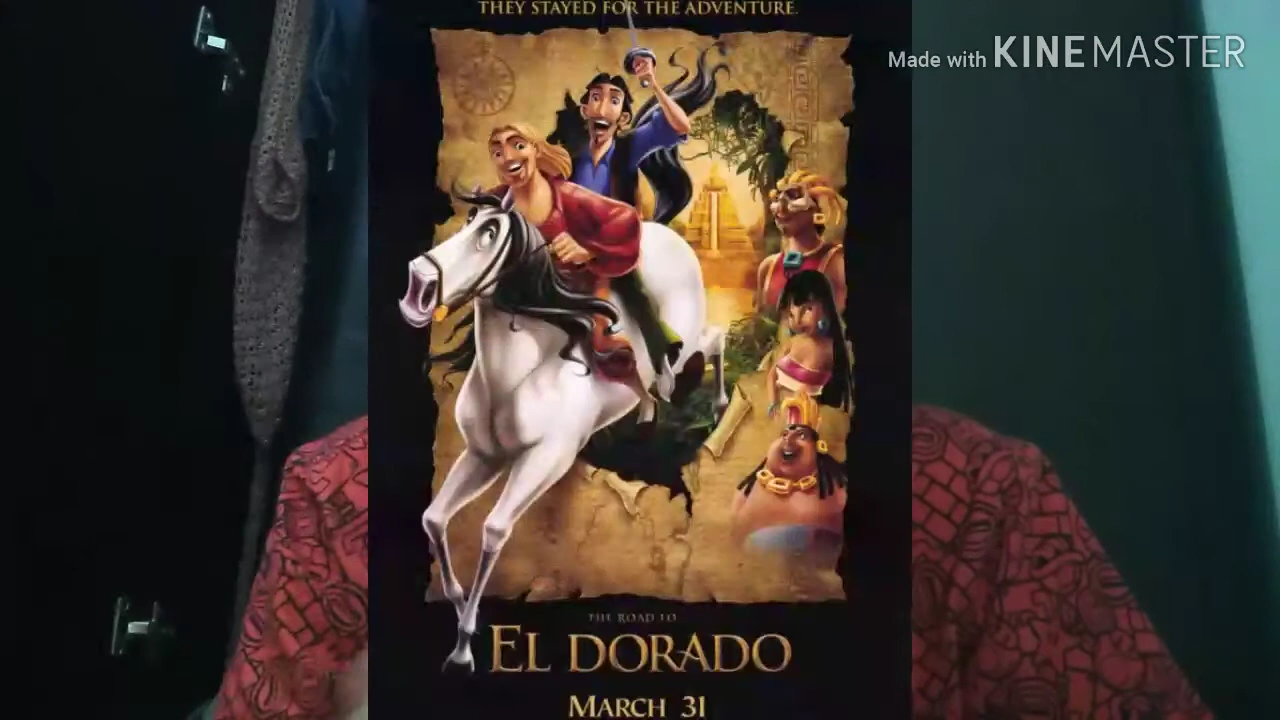 THEY STAYED FOR THE ADVENTURE.
Made with KINEMASTER
THE ROAD TO
EL DORADO
MARCH 31